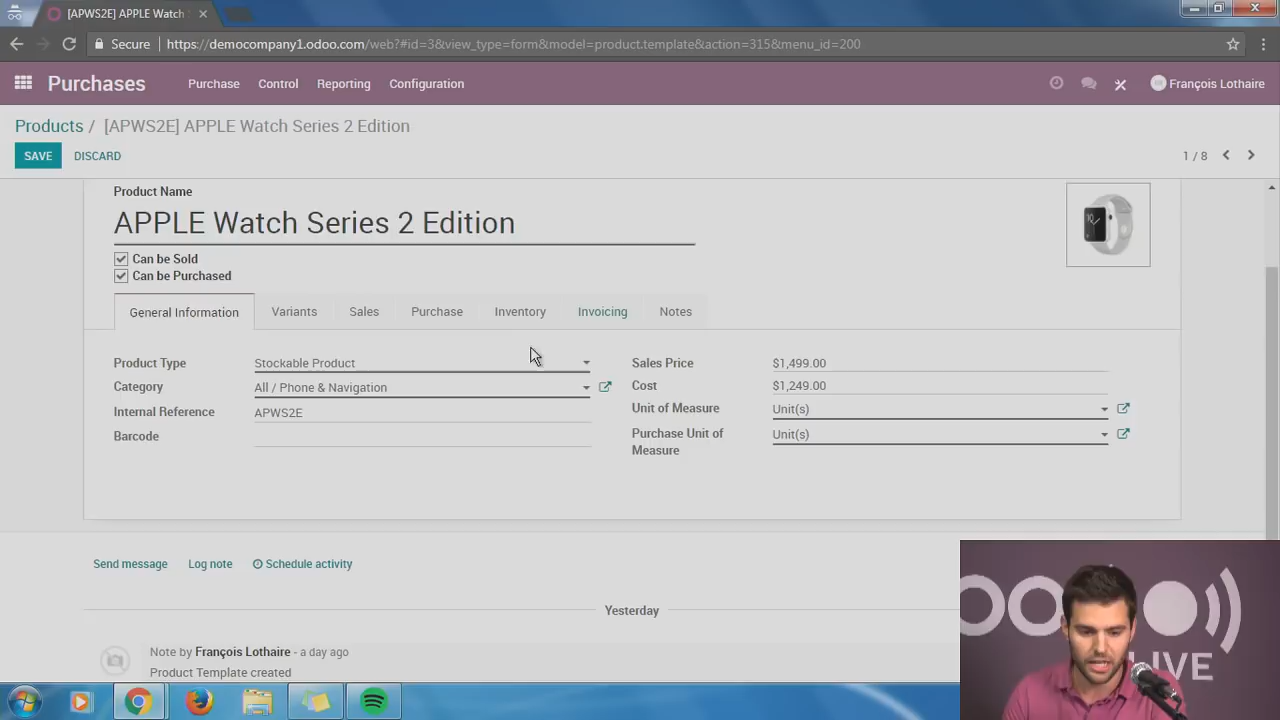 [APWS2E] APPLE Watch S
Secure
https://democompany1.odoo.com/web?#id=3&view_type=form&model=product.template&action=315&menu_id=200
Purchases
Purchase
Control
Reporting
Configuration
François Lothaire
Products / [APWS2E] APPLE Watch Series 2 Edition
SAVE
DISCARD
1 / 8
Product Name
APPLE Watch Series 2 Edition
Can be Sold
Can be Purchased
General Information
Variants
Sales
Purchase
Inventory
Invoicing
Notes
Product Type
Stockable Product
Category
All / Phone & Navigation
Internal Reference
APWS2E
Barcode
Sales Price
$1,499.00
Cost
$1,249.00
Unit of Measure
Unit(s)
Purchase Unit of
Measure
Unit(s)
Send message
Log note
Schedule activity
Yesterday
Note by François Lothaire - a day ago
Product Template created
LIVE